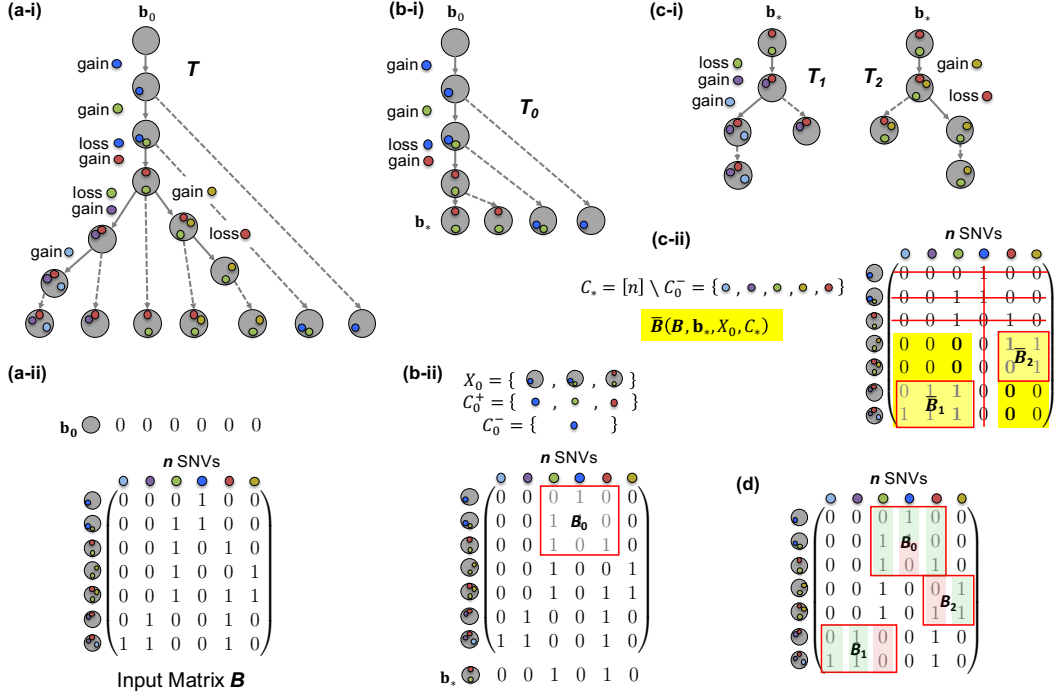 (a-i)
b₀
gain
T
gain
loss
gain
loss
gain
gain
gain
loss
(a-ii)
b₀ 0 0 0 0 0 0
n SNVs
0 0 0 1 0 0
0 0 1 1 0 0
0 0 1 0 1 0
0 0 1 0 0 1
0 0 1 0 1 1
0 1 0 0 1 0
1 1 0 0 1 0
Input Matrix B
(b-i)
b₀
gain
gain
T₀
loss
gain
b∗
(b-ii)
X₀ = { , , }
C₀⁺ = { , , }
C₀⁻ = { }
n SNVs
0 0 0 1 0 0
0 0 1 1 0 0
B₀
0 0 1 0 1 0
0 0 1 0 0 1
0 0 1 0 1 1
0 1 0 0 1 0
1 1 0 0 1 0
b∗ 0 0 1 0 1 0
(c-i)
b∗
b∗
loss
gain
T₁
T₂
gain
gain
loss
(c-ii)
C∗ = [n] \ C₀⁻ = { , , , , }
B̄(B, b∗, X₀, C∗)
n SNVs
0 0 0 1 0 0
0 0 1 1 0 0
0 0 1 0 1 0
0 0 0 0 1 1
B̄₂
0 0 0 0 0 1
0 1 1 0 0 0
B̄₁
1 1 1 0 0 0
(d)
n SNVs
0 0 0 1 0 0
0 0 1 1 0 0
B₀
0 0 1 0 1 0
0 0 1 0 0 1
B₂
0 0 1 0 1 1
0 1 0 0 1 0
B₁
1 1 0 0 1 0